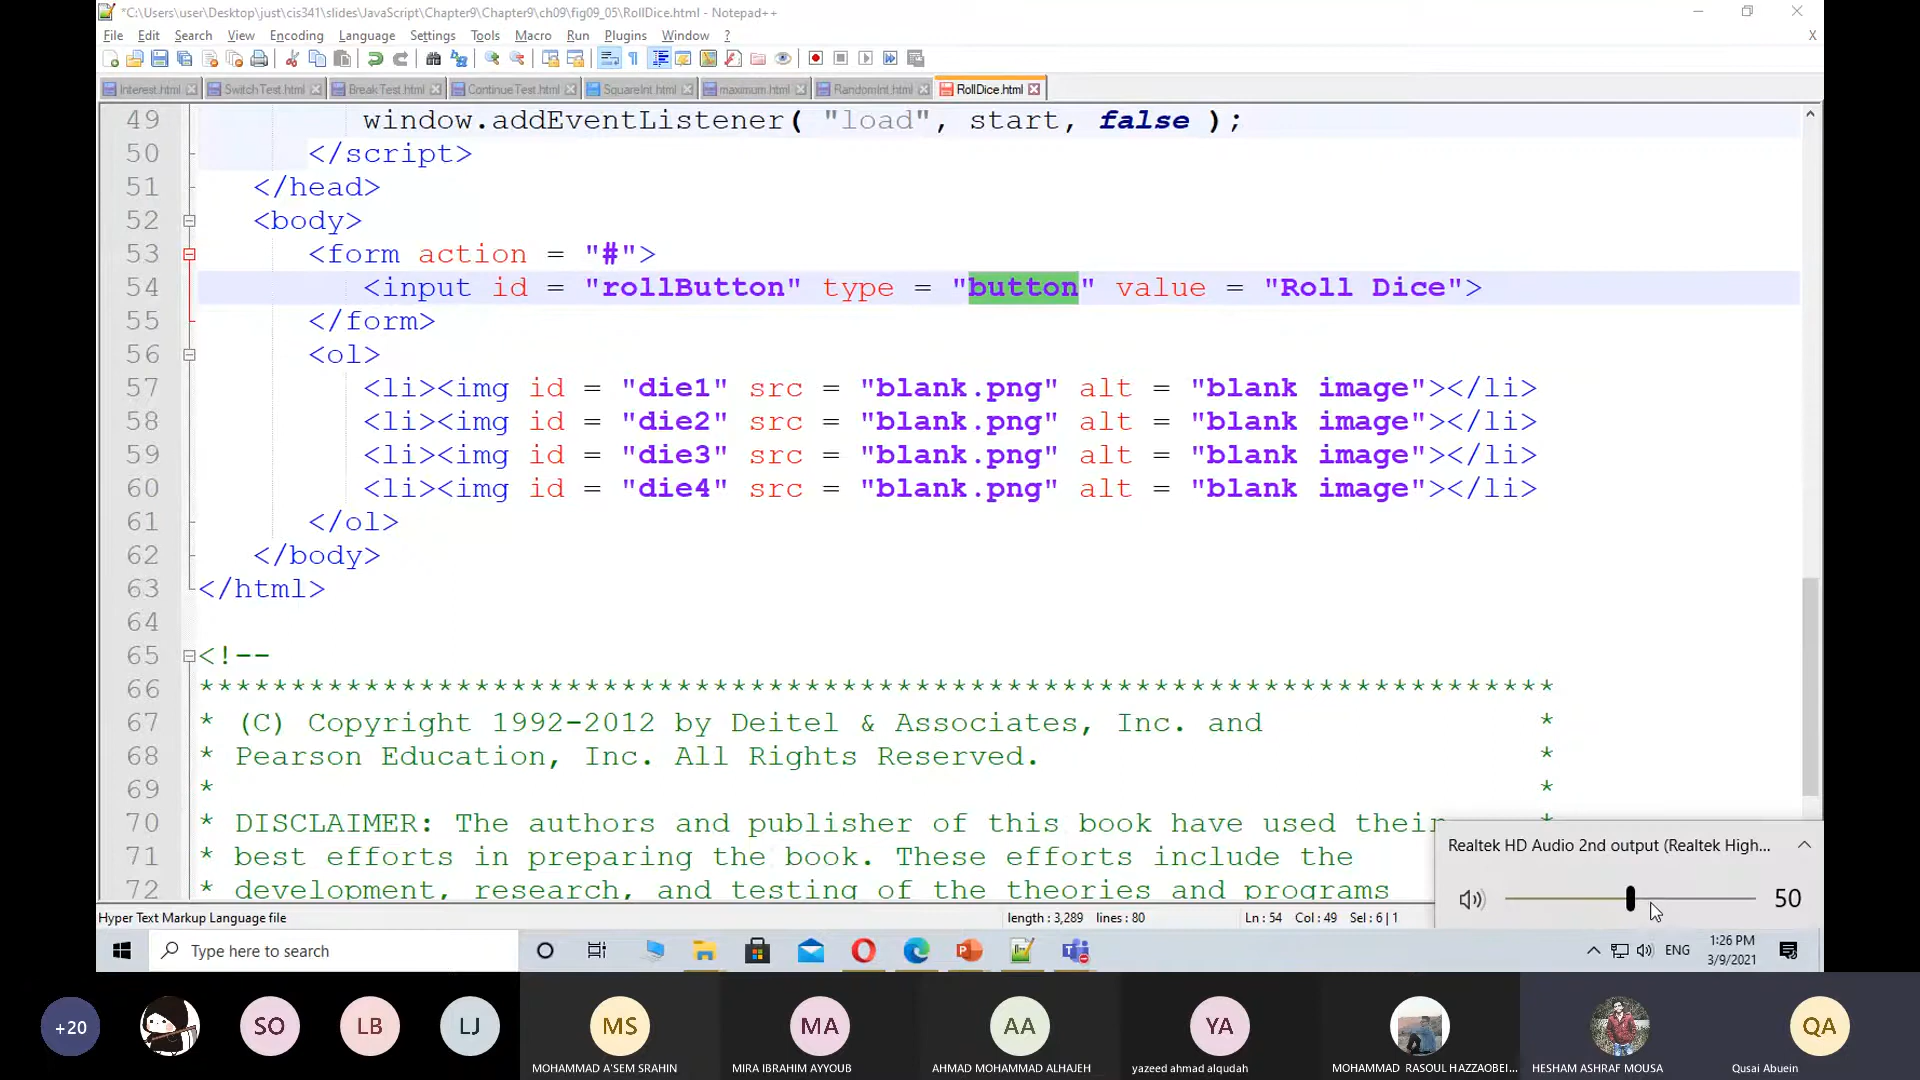 *C:\Users\user\Desktop\just\cis341\slides\JavaScript\Chapter9\Chapter9\ch09\fig09_05\RollDice.html - Notepad++
File Edit Search View Encoding Language Settings Tools Macro Run Plugins Window ? X
Interest.html SwitchTest.html BreakTest.html ContinueTest.html SquareInt.html maximum.html RandomInt.html RollDice.html
49 window.addEventListener( "load", start, false );
50 </script>
51 </head>
52 <body>
53 <form action = "#">
54 <input id = "rollButton" type = "button" value = "Roll Dice">
55 </form>
56 <ol>
57 <li><img id = "die1" src = "blank.png" alt = "blank image"></li>
58 <li><img id = "die2" src = "blank.png" alt = "blank image"></li>
59 <li><img id = "die3" src = "blank.png" alt = "blank image"></li>
60 <li><img id = "die4" src = "blank.png" alt = "blank image"></li>
61 </ol>
62 </body>
63 </html>
64
65 <!--
66 **************************************************************************
67 * (C) Copyright 1992-2012 by Deitel & Associates, Inc. and *
68 * Pearson Education, Inc. All Rights Reserved. *
69 * *
70 * DISCLAIMER: The authors and publisher of this book have used their *
71 * best efforts in preparing the book. These efforts include the
72 * development, research, and testing of the theories and programs
Realtek HD Audio 2nd output (Realtek High...
50
Hyper Text Markup Language file length : 3,289 lines : 80 Ln : 54 Col : 49 Sel : 6 | 1
Type here to search ENG 1:26 PM
3/9/2021
+20 SO LB LJ MS MA AA YA QA
MOHAMMAD A'SEM SRAHIN MIRA IBRAHIM AYYOUB AHMAD MOHAMMAD ALHAJEH yazeed ahmad alqudah MOHAMMAD RASOUL HAZZAOBEI... HESHAM ASHRAF MOUSA Qusai Abuein